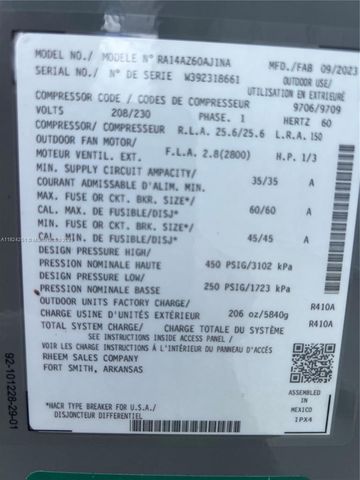 MODEL NO./ MODELE N° RA14AZ60AJ1NA MFD./FAB 09/2023
SERIAL NO./ N° DE SERIE W392318661 OUTDOOR USE/
UTILISATION EN EXTERIEUR
COMPRESSOR CODE / CODES DE COMPRESSEUR 9706/9709
VOLTS 208/230 PHASE. 1 HERTZ 60
COMPRESSOR/ COMPRESSEUR R.L.A. 25.6/25.6 L.R.A. 150
OUTDOOR FAN MOTOR/
MOTEUR VENTIL. EXT. F.L.A. 2.8(2800) H.P. 1/3
MIN. SUPPLY CIRCUIT AMPACITY/
COURANT ADMISSABLE D'ALIM. MIN. 35/35 A
MAX. FUSE OR CKT. BKR. SIZE*/
CAL. MAX. DE FUSIBLE/DISJ* 60/60 A
MIN. FUSE OR CKT. BKR. SIZE*/
CAL. MIN. DE FUSIBLE/DISJ* 45/45 A
DESIGN PRESSURE HIGH/
PRESSION NOMINALE HAUTE 450 PSIG/3102 kPa
DESIGN PRESSURE LOW/
PRESSION NOMINALE BASSE 250 PSIG/1723 kPa
OUTDOOR UNITS FACTORY CHARGE/
CHARGE USINE D'UNITÉS EXTÉRIEUR 206 oz/5840g R410A
TOTAL SYSTEM CHARGE/ CHARGE TOTALE DU SYSTÈME R410A
SEE INSTRUCTIONS INSIDE ACCESS PANEL/
VOIR LES INSTRUCTIONS À L'INTÉRIEUR DU PANNEAU D'ACCES
RHEEM SALES COMPANY
FORT SMITH, ARKANSAS
*HACR TYPE BREAKER FOR U.S.A./
DISJONCTEUR DIFFERENTIEL
ASSEMBLED
IN
MEXICO
IPX4
92-101228-29-01